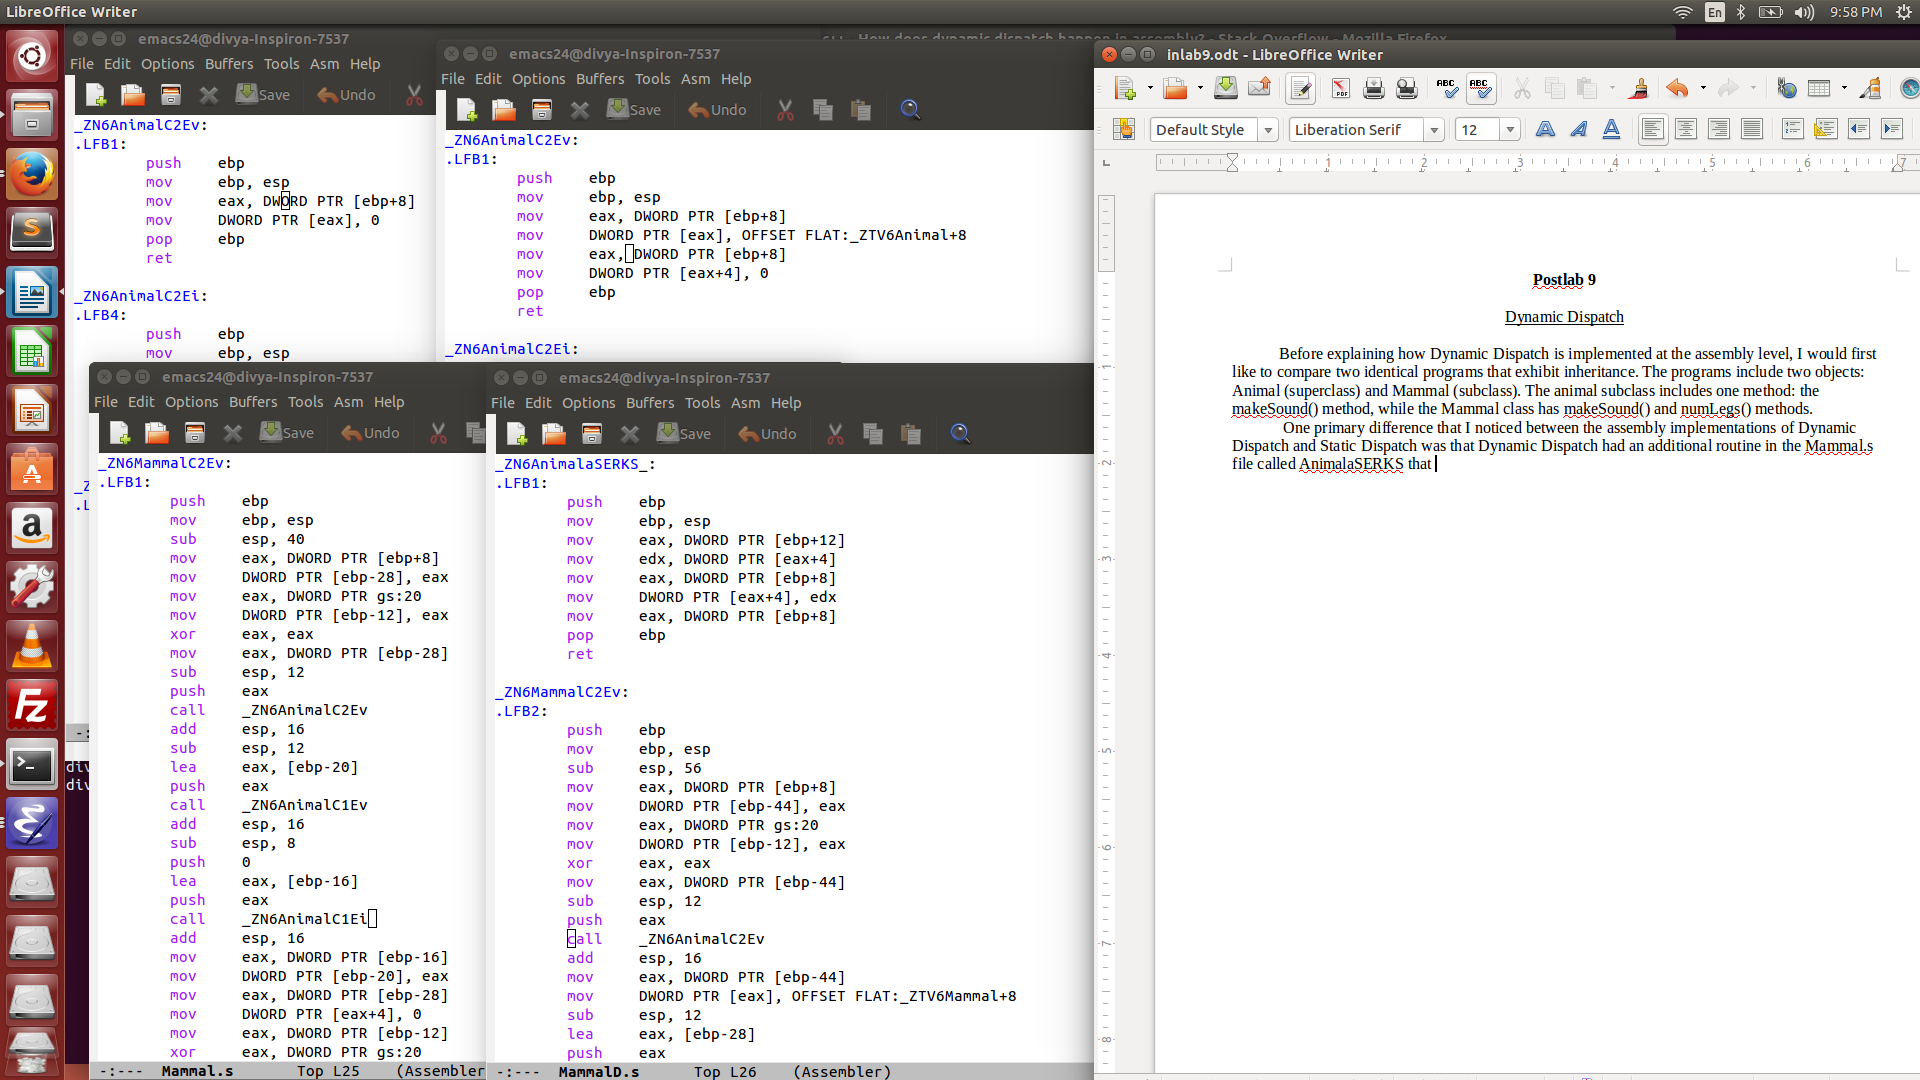 LibreOffice Writer
En
9:58 PM
emacs24@divya-Inspiron-7537
File Edit Options Buffers Tools Asm Help
Save Undo
_ZN6AnimalC2Ev:
.LFB1:
push ebp
mov ebp, esp
mov eax, DWORD PTR [ebp+8]
mov DWORD PTR [eax], 0
pop ebp
ret
_ZN6AnimalC2Ei:
.LFB4:
push ebp
mov ebp, esp
How does dynamic dispatch happen in assembly? - Stack Overflow - Mozilla Firefox
emacs24@divya-Inspiron-7537
File Edit Options Buffers Tools Asm Help
Save Undo
_ZN6AnimalC2Ev:
.LFB1:
push ebp
mov ebp, esp
mov eax, DWORD PTR [ebp+8]
mov DWORD PTR [eax], OFFSET FLAT:_ZTV6Animal+8
mov eax, DWORD PTR [ebp+8]
mov DWORD PTR [eax+4], 0
pop ebp
ret
_ZN6AnimalC2Ei:
emacs24@divya-Inspiron-7537
File Edit Options Buffers Tools Asm Help
Save Undo
_ZN6MammalC2Ev:
.LFB1:
push ebp
mov ebp, esp
sub esp, 40
mov eax, DWORD PTR [ebp+8]
mov DWORD PTR [ebp-28], eax
mov eax, DWORD PTR gs:20
mov DWORD PTR [ebp-12], eax
xor eax, eax
mov eax, DWORD PTR [ebp-28]
sub esp, 12
push eax
call _ZN6AnimalC2Ev
add esp, 16
sub esp, 12
lea eax, [ebp-20]
push eax
call _ZN6AnimalC1Ev
add esp, 16
sub esp, 8
push 0
lea eax, [ebp-16]
push eax
call _ZN6AnimalC1Ei
add esp, 16
mov eax, DWORD PTR [ebp-16]
mov DWORD PTR [ebp-20], eax
mov eax, DWORD PTR [ebp-28]
mov DWORD PTR [eax+4], 0
mov eax, DWORD PTR [ebp-12]
xor eax, DWORD PTR gs:20
-:--- Mammal.s Top L25 (Assembler
emacs24@divya-Inspiron-7537
File Edit Options Buffers Tools Asm Help
Save Undo
_ZN6AnimalaSERKS_:
.LFB1:
push ebp
mov ebp, esp
mov eax, DWORD PTR [ebp+12]
mov edx, DWORD PTR [eax+4]
mov eax, DWORD PTR [ebp+8]
mov DWORD PTR [eax+4], edx
mov eax, DWORD PTR [ebp+8]
pop ebp
ret
_ZN6MammalC2Ev:
.LFB2:
push ebp
mov ebp, esp
sub esp, 56
mov eax, DWORD PTR [ebp+8]
mov DWORD PTR [ebp-44], eax
mov eax, DWORD PTR gs:20
mov DWORD PTR [ebp-12], eax
xor eax, eax
mov eax, DWORD PTR [ebp-44]
sub esp, 12
push eax
call _ZN6AnimalC2Ev
add esp, 16
mov eax, DWORD PTR [ebp-44]
mov DWORD PTR [eax], OFFSET FLAT:_ZTV6Mammal+8
sub esp, 12
lea eax, [ebp-28]
push eax
-:--- MammalD.s Top L26 (Assembler)
inlab9.odt - LibreOffice Writer
Default Style Liberation Serif 12
1 2 3 4 5 6 7
Postlab 9
Dynamic Dispatch
Before explaining how Dynamic Dispatch is implemented at the assembly level, I would first
like to compare two identical programs that exhibit inheritance. The programs include two objects:
Animal (superclass) and Mammal (subclass). The animal subclass includes one method: the
makeSound() method, while the Mammal class has makeSound() and numLegs() methods.
One primary difference that I noticed between the assembly implementations of Dynamic
Dispatch and Static Dispatch was that Dynamic Dispatch had an additional routine in the Mammal.s
file called AnimalaSERKS that